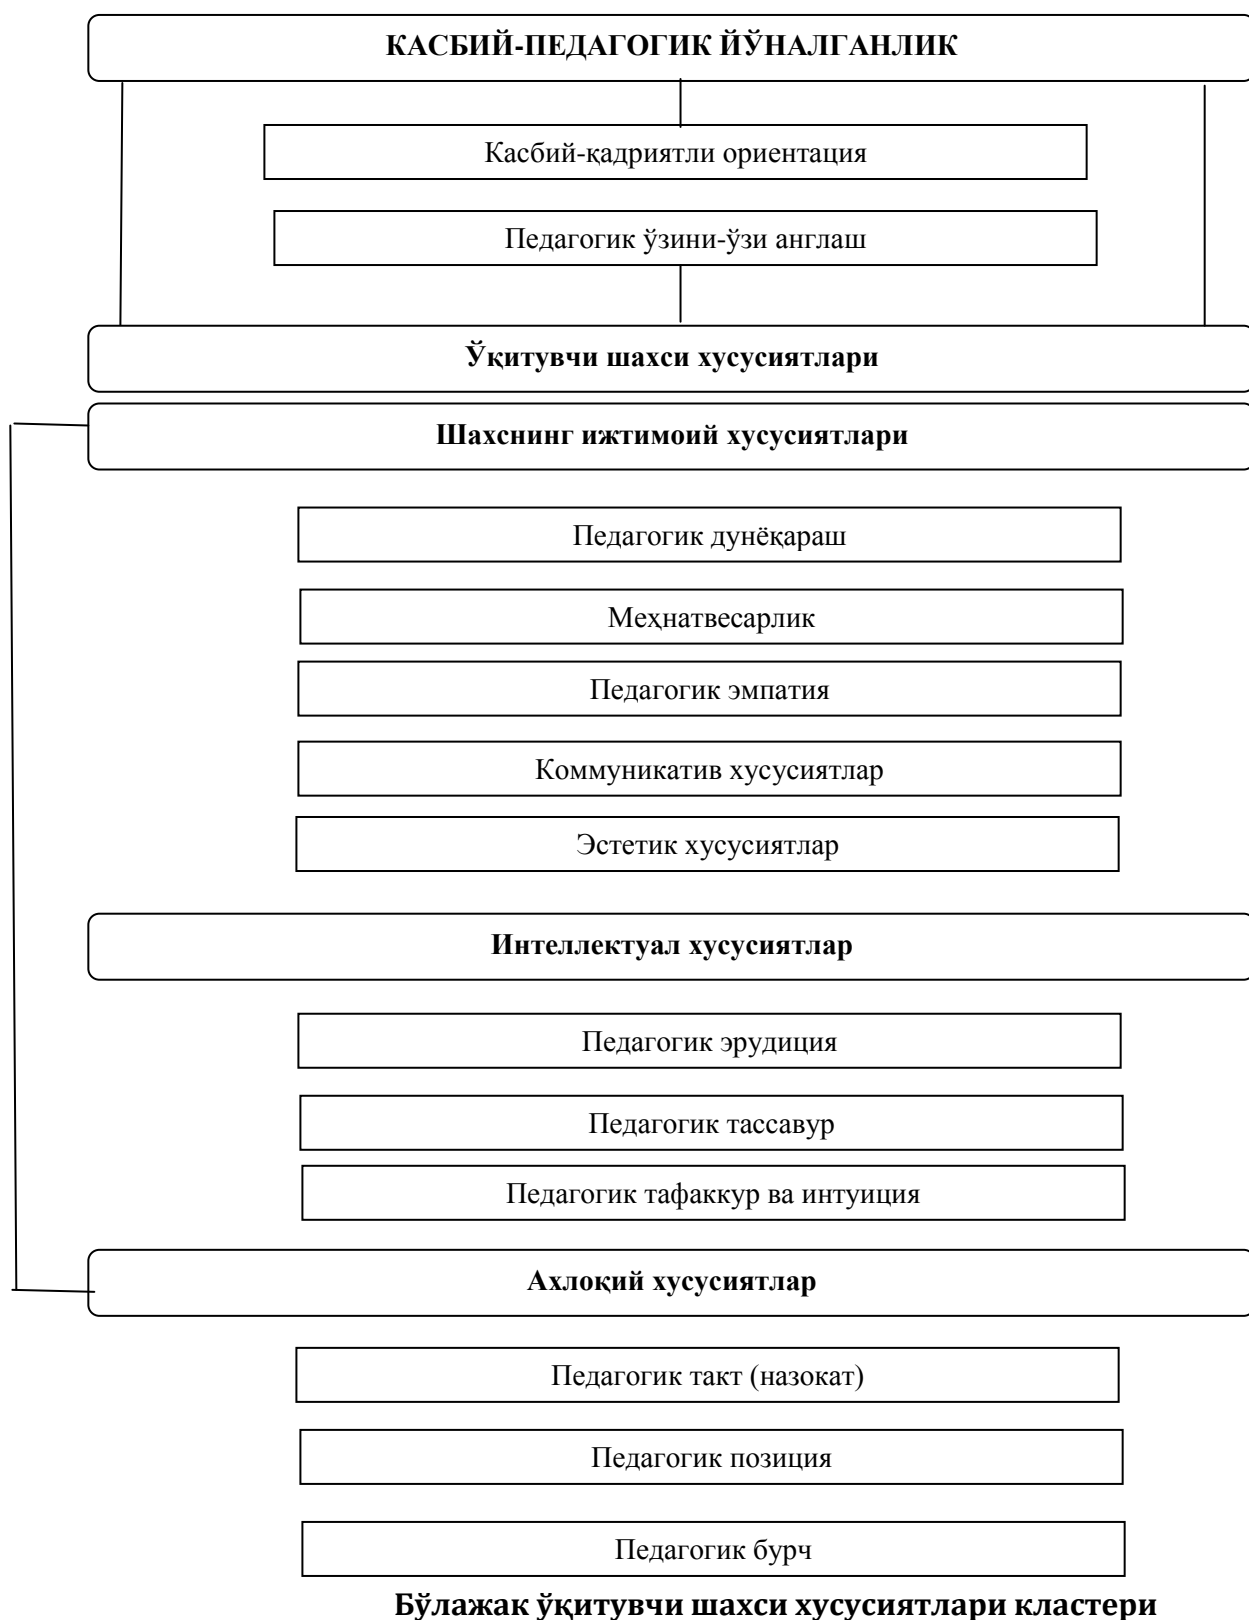 КАСБИЙ-ПЕДАГОГИК ЙЎНАЛГАНЛИК
Касбий-қадриятли ориентация
Педагогик ўзини-ўзи англаш
Ўқитувчи шахси хусусиятлари
Шахснинг ижтимоий хусусиятлари
Педагогик дунёқараш
Меҳнатвесарлик
Педагогик эмпатия
Коммуникатив хусусиятлар
Эстетик хусусиятлар
Интеллектуал хусусиятлар
Педагогик эрудиция
Педагогик тассавур
Педагогик тафаккур ва интуиция
Ахлоқий хусусиятлар
Педагогик такт (назокат)
Педагогик позиция
Педагогик бурч
Бўлажак ўқитувчи шахси хусусиятлари кластери